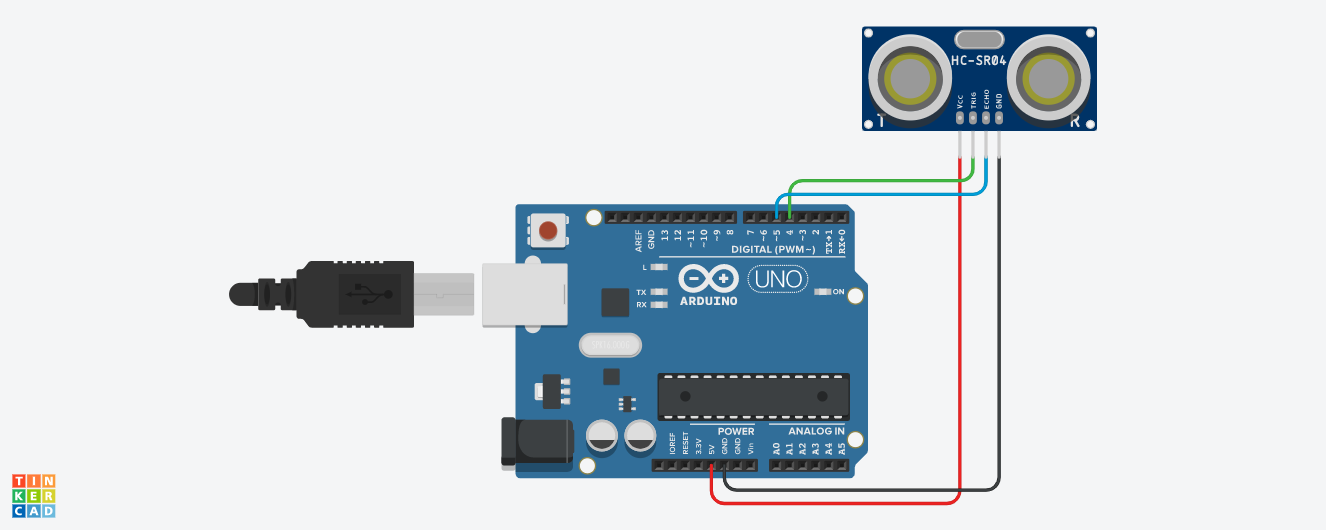 HC-SR04
VCC
TRIG
ECHO
GND
T
R
AREF
GND
13
12
~11
~10
~9
8
7
~6
~5
4
~3
2
TX→1
RX←0
DIGITAL (PWM~)
L
TX
RX
ARDUINO
UNO
ON
POWER
ANALOG IN
IOREF
RESET
3.3V
5V
GND
GND
Vin
A0
A1
A2
A3
A4
A5
TIN
KER
CAD